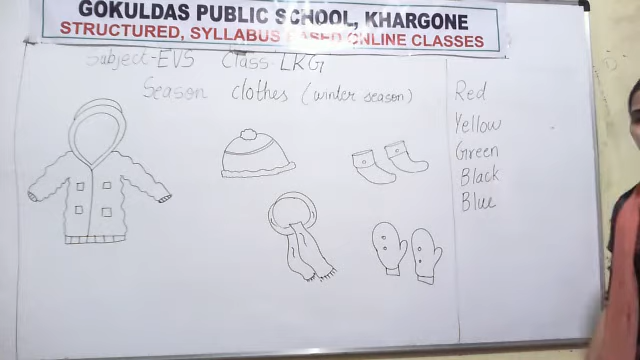 GOKULDAS PUBLIC SCHOOL, KHARGONE
STRUCTURED, SYLLABUS BASED ONLINE CLASSES
Subject-EVS Class-LKG
Season clothes (winter season)
Red
Yellow
Green
Black
Blue